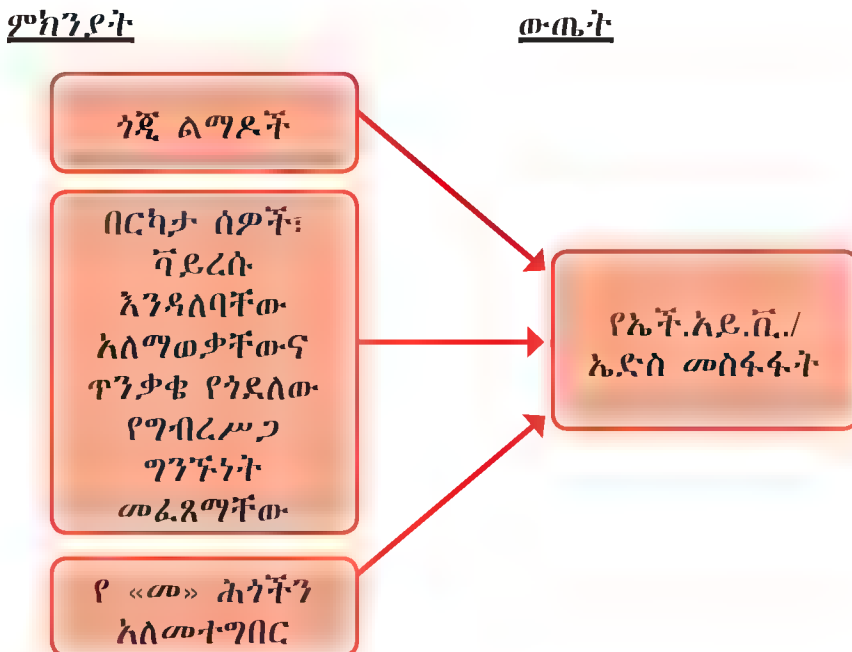 ምክንያት
ውጤት
ጎጂ ልማዶች
በርካታ ሰዎች፣
ቫይረሱ
እንዳለባቸው
አለማወቃቸውና
ጥንቃቄ የጎደለው
የግብረሥጋ
ግንኙነት
መፈጸማቸው
የ «መ» ሕጎችን
አለመተግበር
የኤች.አይ.ቪ./
ኤድስ መስፋፋት